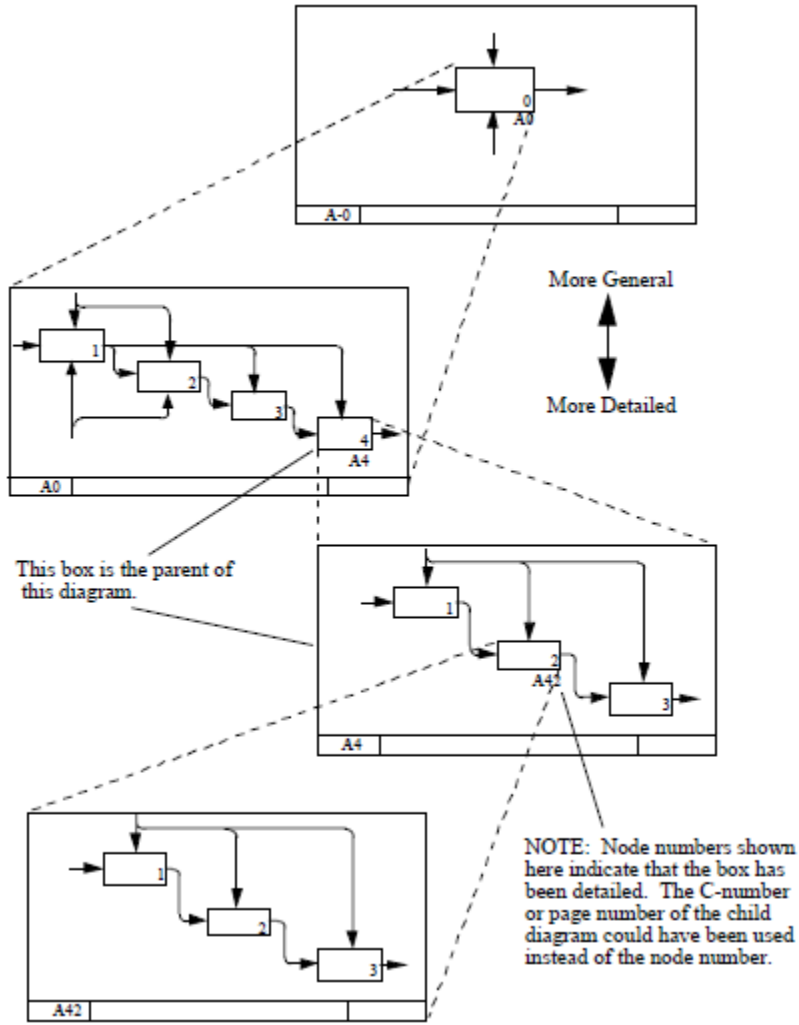 0
A0
A-0
More General
More Detailed
1
2
3
4
A4
A0
This box is the parent of
this diagram.
1
2
A42
3
A4
NOTE: Node numbers shown
here indicate that the box has
been detailed. The C-number
or page number of the child
diagram could have been used
instead of the node number.
1
2
3
A42